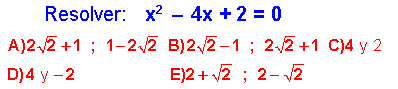 Resolver: x² – 4x + 2 = 0
A) 2√2 + 1 ; 1 – 2√2 B) 2√2 – 1 ; 2√2 + 1 C) 4 y 2
D) 4 y – 2 E) 2 + √2 ; 2 – √2